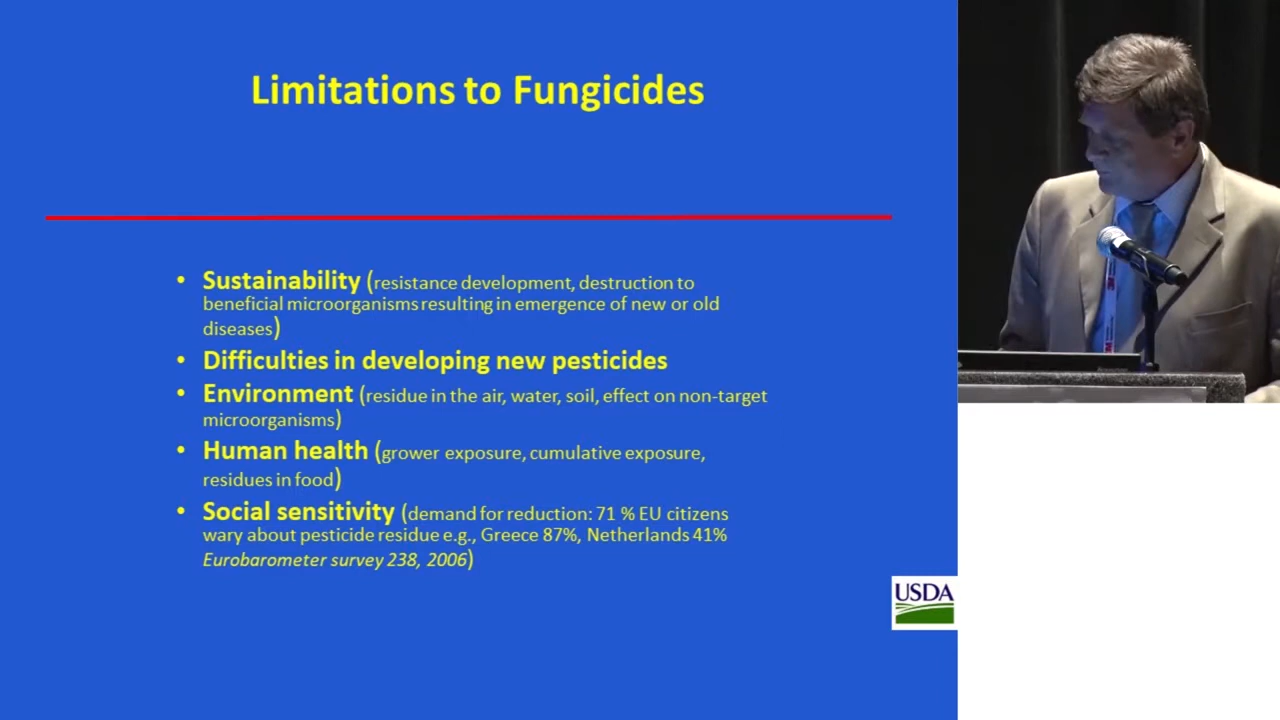 Limitations to Fungicides
• Sustainability (resistance development, destruction to
beneficial microorganisms resulting in emergence of new or old
diseases)
• Difficulties in developing new pesticides
• Environment (residue in the air, water, soil, effect on non-target
microorganisms)
• Human health (grower exposure, cumulative exposure,
residues in food)
• Social sensitivity (demand for reduction: 71 % EU citizens
wary about pesticide residue e.g., Greece 87%, Netherlands 41%
Eurobarometer survey 238, 2006)
USDA